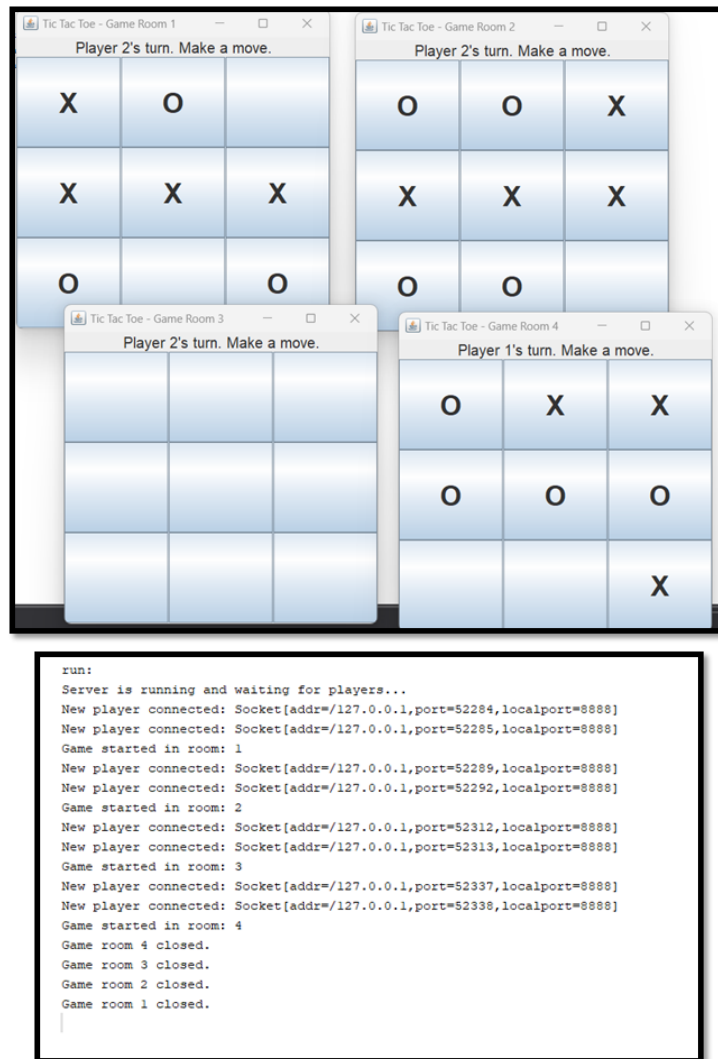 Tic Tac Toe - Game Room 1
Player 2's turn. Make a move.
X O
X X X
O O
Tic Tac Toe - Game Room 2
Player 2's turn. Make a move.
O O X
X X X
O O
Tic Tac Toe - Game Room 3
Player 2's turn. Make a move.
Tic Tac Toe - Game Room 4
Player 1's turn. Make a move.
O X X
O O O
X
run:
Server is running and waiting for players...
New player connected: Socket[addr=/127.0.0.1,port=52284,localport=8888]
New player connected: Socket[addr=/127.0.0.1,port=52285,localport=8888]
Game started in room: 1
New player connected: Socket[addr=/127.0.0.1,port=52289,localport=8888]
New player connected: Socket[addr=/127.0.0.1,port=52292,localport=8888]
Game started in room: 2
New player connected: Socket[addr=/127.0.0.1,port=52312,localport=8888]
New player connected: Socket[addr=/127.0.0.1,port=52313,localport=8888]
Game started in room: 3
New player connected: Socket[addr=/127.0.0.1,port=52337,localport=8888]
New player connected: Socket[addr=/127.0.0.1,port=52338,localport=8888]
Game started in room: 4
Game room 4 closed.
Game room 3 closed.
Game room 2 closed.
Game room 1 closed.